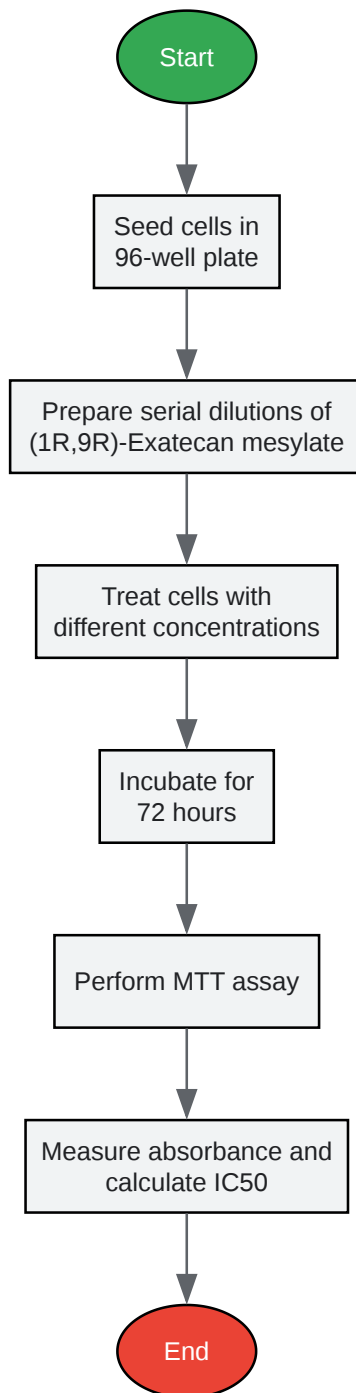 Start
Seed cells in
96-well plate
Prepare serial dilutions of
(1R,9R)-Exatecan mesylate
Treat cells with
different concentrations
Incubate for
72 hours
Perform MTT assay
Measure absorbance and
calculate IC50
End